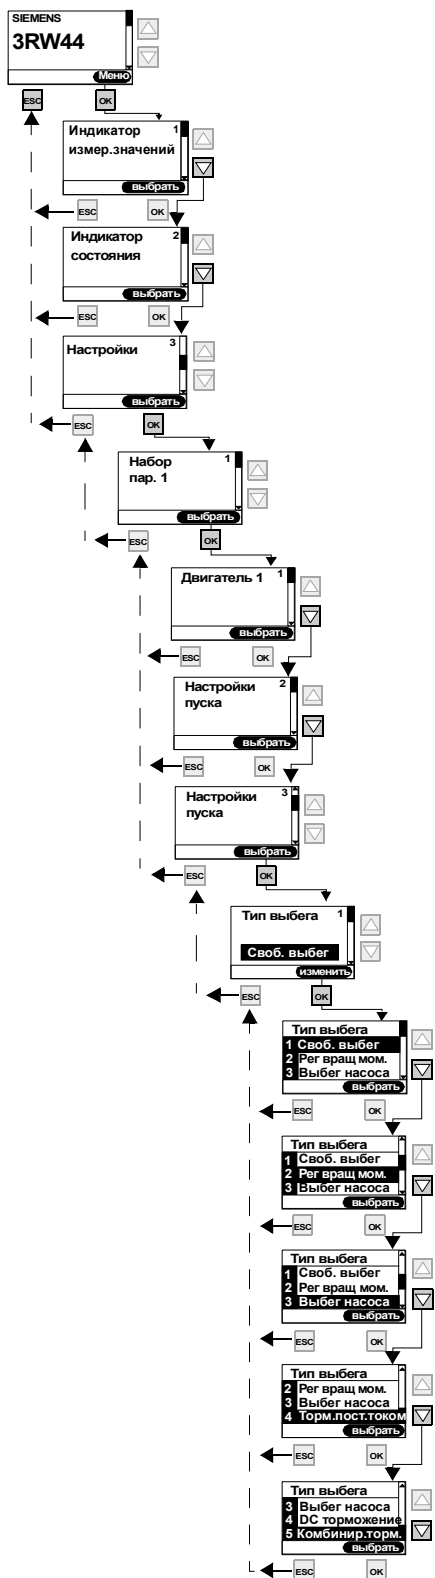 SIEMENS
3RW44
Меню
ESC
OK
Индикатор 1
измер.значений
выбрать
ESC
OK
Индикатор 2
состояния
выбрать
ESC
OK
3
Настройки
выбрать
ESC
OK
Набор 1
пар. 1
выбрать
ESC
OK
Двигатель 1 1
выбрать
ESC
OK
Настройки 2
пуска
выбрать
ESC
OK
Настройки 3
пуска
выбрать
ESC
OK
Тип выбега 1
Своб. выбег
изменить
ESC
OK
Тип выбега
1 Своб. выбег
2 Рег вращ мом.
3 Выбег насоса
выбрать
ESC
OK
Тип выбега
1 Своб. выбег
2 Рег вращ мом.
3 Выбег насоса
выбрать
ESC
OK
Тип выбега
1 Своб. выбег
2 Рег вращ мом.
3 Выбег насоса
выбрать
ESC
OK
Тип выбега
2 Рег вращ мом.
3 Выбег насоса
4 Торм.пост.током
выбрать
ESC
OK
Тип выбега
3 Выбег насоса
4 DC торможение
5 Комбинир.торм.
выбрать
ESC
OK